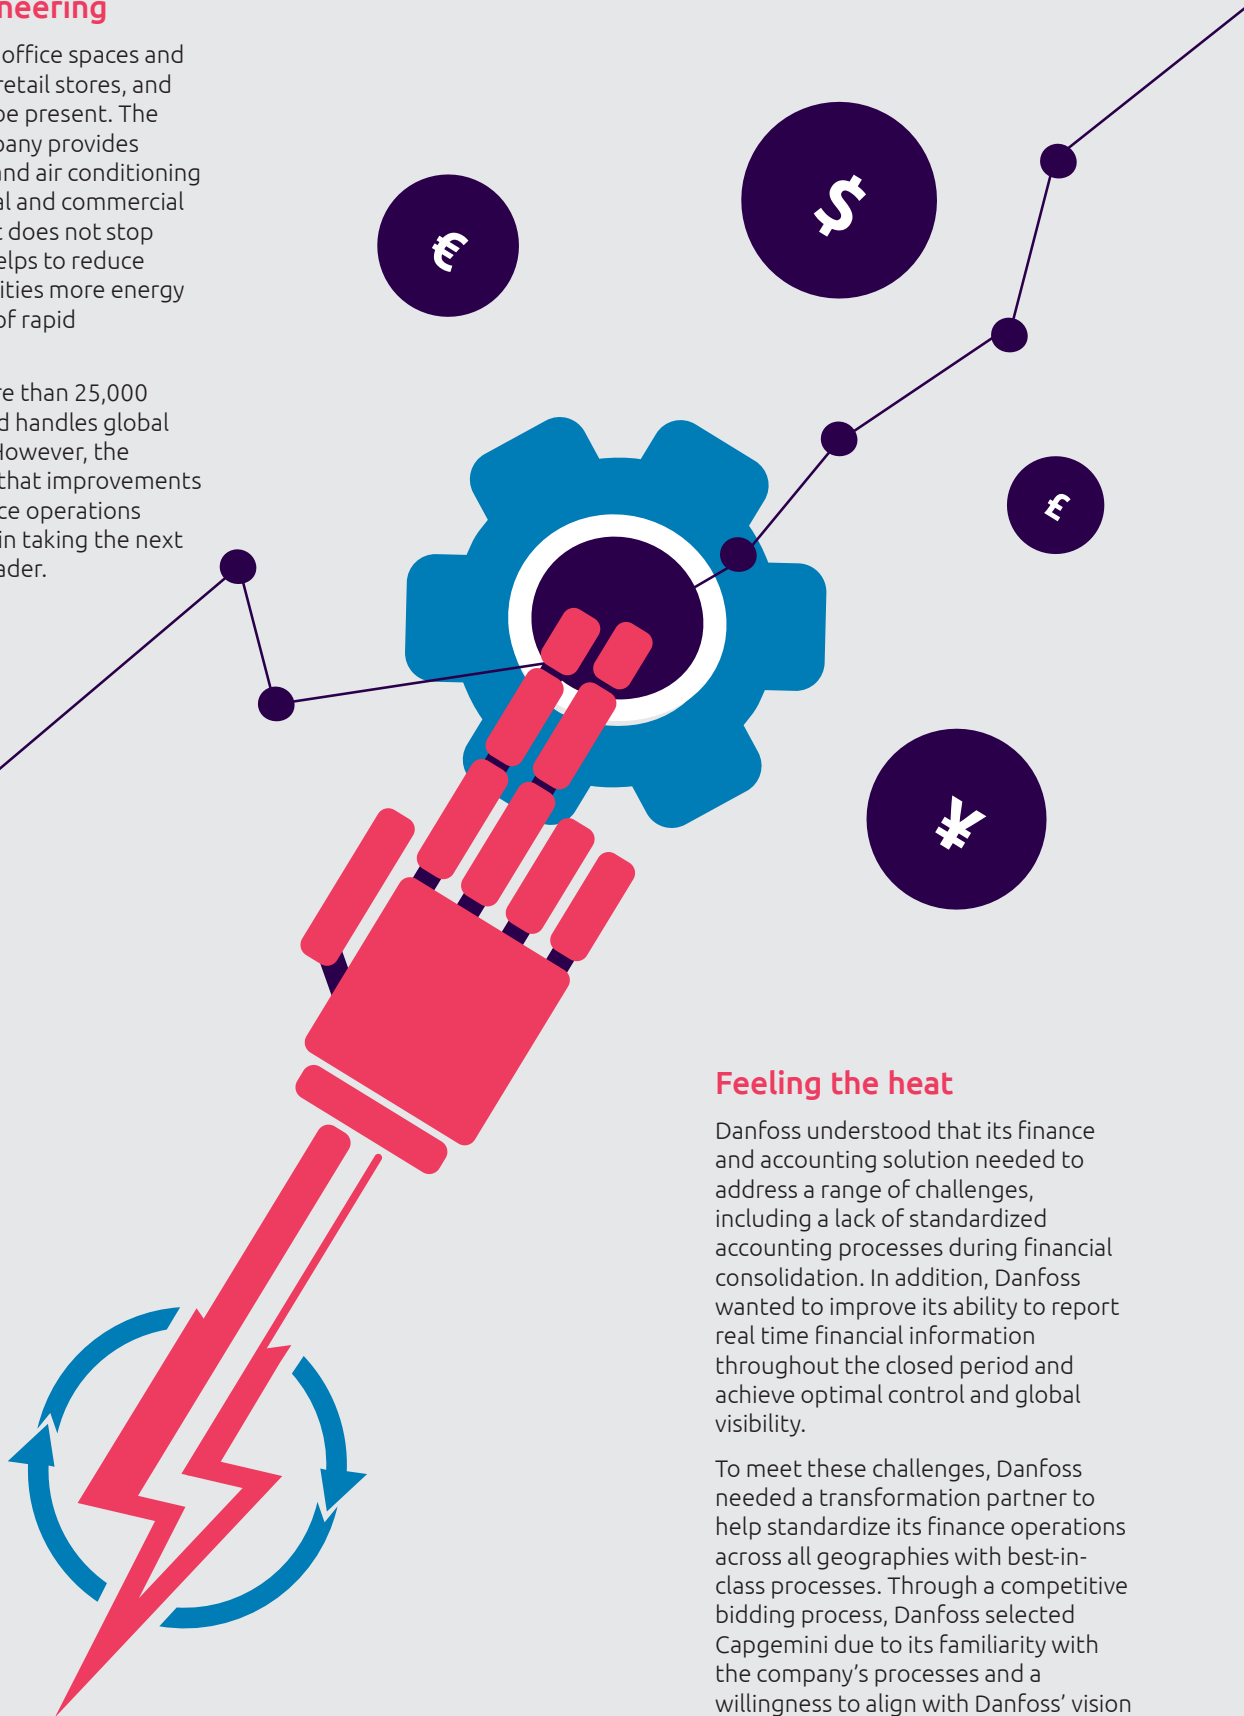 neering
office spaces and
retail stores, and
be present. The
pany provides
and air conditioning
al and commercial
does not stop
elps to reduce
ities more energy
of rapid
re than 25,000
d handles global
However, the
that improvements
ce operations
in taking the next
ader.
€
$
£
¥
Feeling the heat
Danfoss understood that its finance
and accounting solution needed to
address a range of challenges,
including a lack of standardized
accounting processes during financial
consolidation. In addition, Danfoss
wanted to improve its ability to report
real time financial information
throughout the closed period and
achieve optimal control and global
visibility.
To meet these challenges, Danfoss
needed a transformation partner to
help standardize its finance operations
across all geographies with best-in-
class processes. Through a competitive
bidding process, Danfoss selected
Capgemini due to its familiarity with
the company’s processes and a
willingness to align with Danfoss’ vision